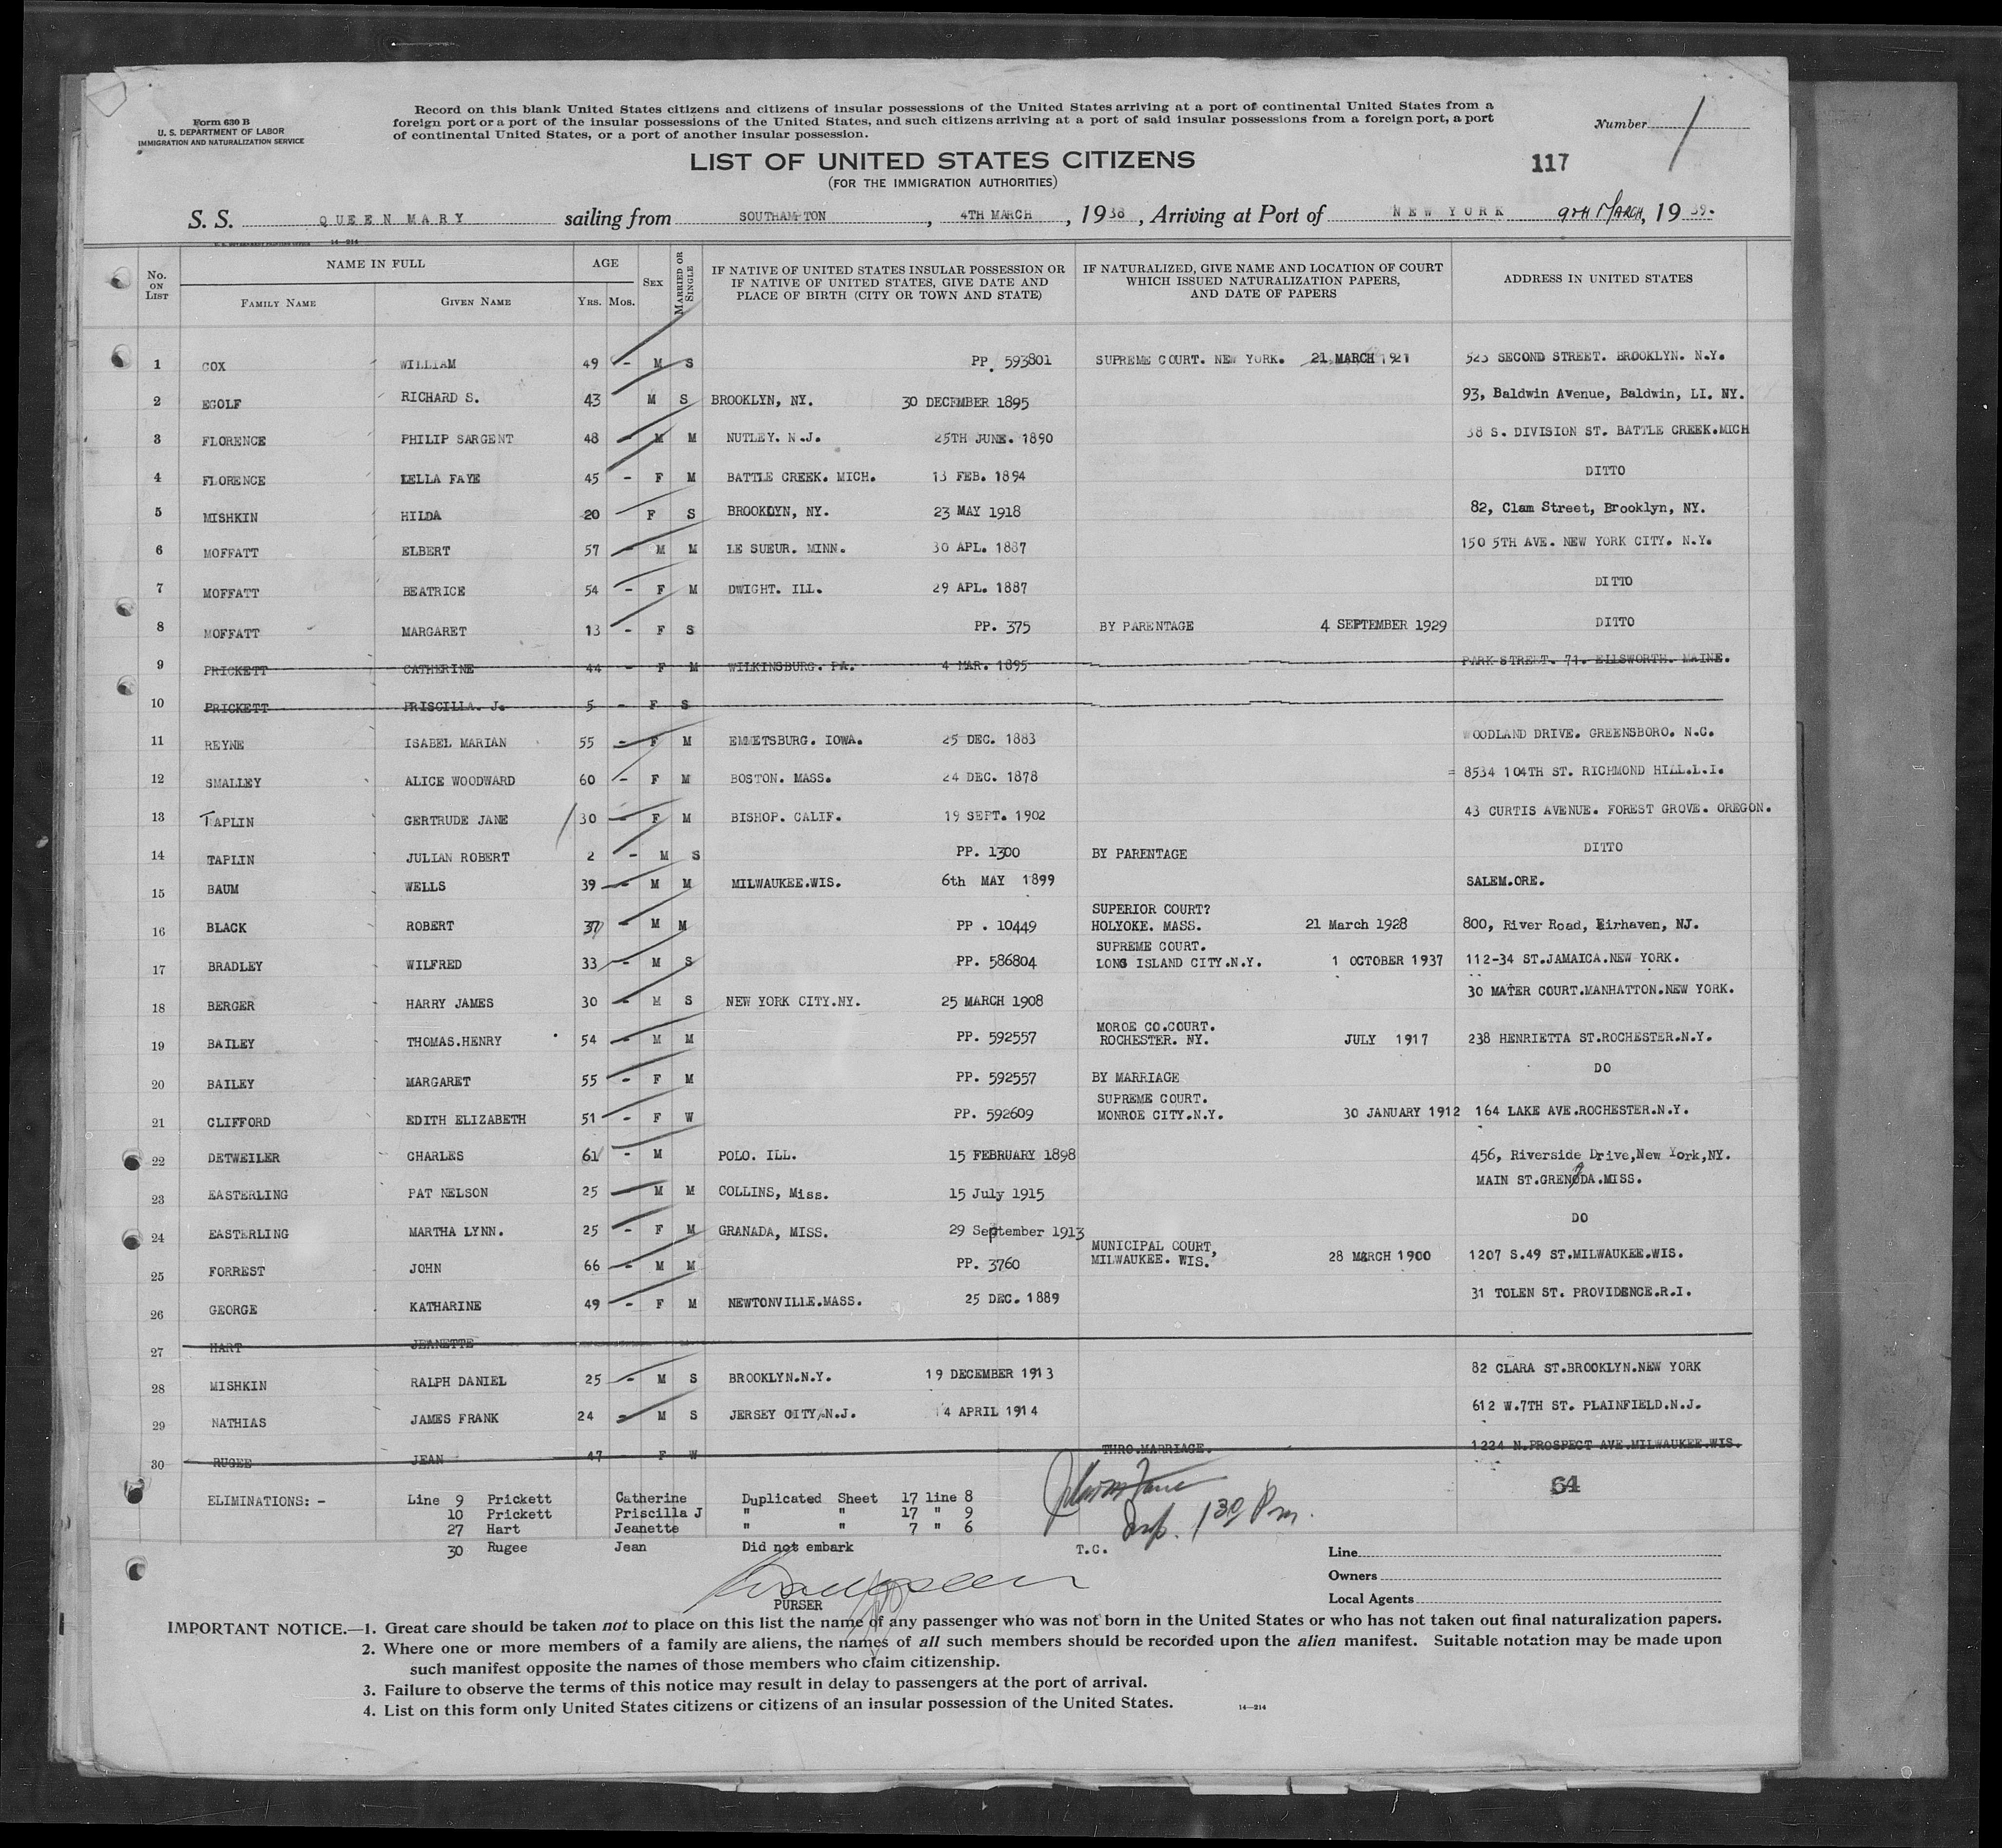 Form 630 B
U. S. DEPARTMENT OF LABOR
IMMIGRATION AND NATURALIZATION SERVICE
Record on this blank United States citizens and citizens of insular possessions of the United States arriving at a port of continental United States from a
foreign port or a port of the insular possessions of the United States, and such citizens arriving at a port of said insular possessions from a foreign port, a port
of continental United States, or a port of another insular possession.
Number 1
LIST OF UNITED STATES CITIZENS
(FOR THE IMMIGRATION AUTHORITIES)
117
S. S. QUEEN MARY sailing from SOUTHAMPTON, 4TH MARCH, 1938, Arriving at Port of NEW YORK 9TH MARCH, 1939.
U. S. GOVERNMENT PRINTING OFFICE 14—214
No. ON LIST NAME IN FULL AGE SEX MARRIED OR SINGLE IF NATIVE OF UNITED STATES INSULAR POSSESSION OR IF NATIVE OF UNITED STATES, GIVE DATE AND PLACE OF BIRTH (CITY OR TOWN AND STATE) IF NATURALIZED, GIVE NAME AND LOCATION OF COURT WHICH ISSUED NATURALIZATION PAPERS, AND DATE OF PAPERS ADDRESS IN UNITED STATES
FAMILY NAME GIVEN NAME YRS. MOS.
1 COX WILLIAM 49 - M S PP. 593801 SUPREME COURT. NEW YORK. 21 MARCH 1921 523 SECOND STREET. BROOKLYN. N.Y.
2 EGOLF RICHARD S. 43 M S BROOKLYN, NY. 30 DECEMBER 1895 93, Baldwin Avenue, Baldwin, LI. NY.
3 FLORENCE PHILIP SARGENT 48 - M M NUTLEY. N.J. 25TH JUNE. 1890 38 S. DIVISION ST. BATTLE CREEK.MICH
4 FLORENCE LELLA FAYE 45 - F M BATTLE CREEK. MICH. 13 FEB. 1894 DITTO
5 MISHKIN HILDA 20 F S BROOKLYN, NY. 23 MAY 1918 82, Clam Street, Brooklyn, NY.
6 MOFFATT ELBERT 57 - M M LE SUEUR. MINN. 30 APL. 1887 150 5TH AVE. NEW YORK CITY. N.Y.
7 MOFFATT BEATRICE 54 - F M DWIGHT. ILL. 29 APL. 1887 DITTO
8 MOFFATT MARGARET 13 - F S PP. 375 BY PARENTAGE 4 SEPTEMBER 1929 DITTO
9 PRICKETT CATHERINE 44 - F M WILKINSBURG. PA. 4 MAR. 1895 PARK STREET. 71. ELLSWORTH. MAINE.
10 PRICKETT PRISCILLA. J. 5 - F S
11 REYNE ISABEL MARIAN 55 - F M EMMETSBURG. IOWA. 25 DEC. 1883 WOODLAND DRIVE. GREENSBORO. N.C.
12 SMALLEY ALICE WOODWARD 60 - F M BOSTON. MASS. 24 DEC. 1878 8534 104TH ST. RICHMOND HILL.L.I.
13 TAPLIN GERTRUDE JANE 30 - F M BISHOP. CALIF. 19 SEPT. 1902 43 CURTIS AVENUE. FOREST GROVE. OREGON.
14 TAPLIN JULIAN ROBERT 2 - M S PP. 1300 BY PARENTAGE DITTO
15 BAUM WELLS 39 - M M MILWAUKEE.WIS. 6th MAY 1899 SALEM.ORE.
16 BLACK ROBERT 37 - M M PP . 10449 SUPERIOR COURT? HOLYOKE. MASS. 21 March 1928 800, River Road, Eirhaven, NJ.
17 BRADLEY WILFRED 33 - M S PP. 586804 SUPREME COURT. LONG ISLAND CITY.N.Y. 1 OCTOBER 1937 112-34 ST.JAMAICA.NEW YORK.
18 BERGER HARRY JAMES 30 - M S NEW YORK CITY.NY. 25 MARCH 1908 30 MATER COURT.MANHATTON.NEW YORK.
19 BAILEY THOMAS.HENRY 54 - M M PP. 592557 MOROE CO.COURT. ROCHESTER. NY. JULY 1917 238 HENRIETTA ST.ROCHESTER.N.Y.
20 BAILEY MARGARET 55 - F M PP. 592557 BY MARRIAGE DO
21 CLIFFORD EDITH ELIZABETH 51 - F W PP. 592609 SUPREME COURT. MONROE CITY.N.Y. 30 JANUARY 1912 164 LAKE AVE.ROCHESTER.N.Y.
22 DETWEILER CHARLES 61 - M POLO. ILL. 15 FEBRUARY 1898 456, Riverside Drive,New York,NY.
23 EASTERLING PAT NELSON 25 - M M COLLINS, Miss. 15 July 1915 MAIN ST.GRENADA.MISS.
24 EASTERLING MARTHA LYNN. 25 - F M GRANADA, MISS. 29 September 1913 DO
25 FORREST JOHN 66 - M M PP. 3760 MUNICIPAL COURT, MILWAUKEE. WIS. 28 MARCH 1900 1207 S.49 ST.MILWAUKEE.WIS.
26 GEORGE KATHARINE 49 - F M NEWTONVILLE.MASS. 25 DEC. 1889 31 TOLEN ST. PROVIDENCE.R.I.
27 HART JEANETTE
28 MISHKIN RALPH DANIEL 25 - M S BROOKLYN.N.Y. 19 DECEMBER 1913 82 CLARA ST.BROOKLYN.NEW YORK
29 NATHIAS JAMES FRANK 24 - M S JERSEY CITY.N.J. 14 APRIL 1914 612 W.7TH ST. PLAINFIELD.N.J.
30 RUGEE JEAN 47 F W THRO.MARRIAGE. 1224 N.PROSPECT AVE.MILWAUKEE.WIS.
64
ELIMINATIONS: - Line 9 Prickett Catherine Duplicated Sheet 17 line 8
10 Prickett Priscilla J " " 17 " 9
27 Hart Jeanette " " 7 " 6
30 Rugee Jean Did not embark T.C.
Insp. 1 30 Pm.
PURSER
Line
Owners
Local Agents
IMPORTANT NOTICE.—1. Great care should be taken not to place on this list the name of any passenger who was not born in the United States or who has not taken out final naturalization papers.
2. Where one or more members of a family are aliens, the names of all such members should be recorded upon the alien manifest. Suitable notation may be made upon
such manifest opposite the names of those members who claim citizenship.
3. Failure to observe the terms of this notice may result in delay to passengers at the port of arrival.
4. List on this form only United States citizens or citizens of an insular possession of the United States. 14—214